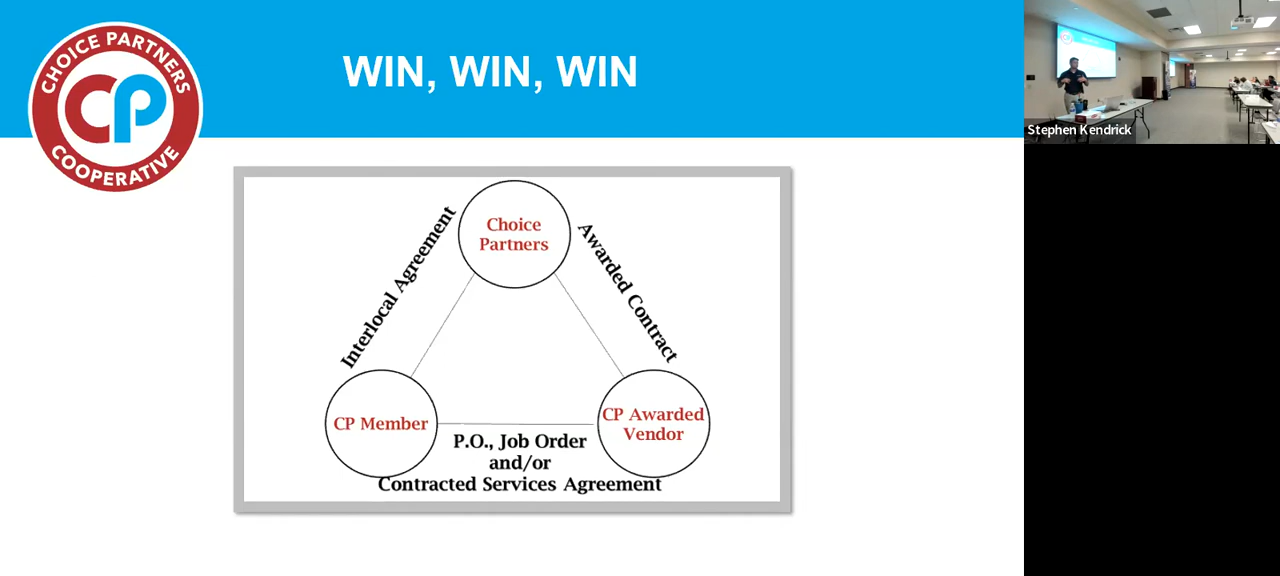 CHOICE PARTNERS
CP
COOPERATIVE
WIN, WIN, WIN
Stephen Kendrick
Choice
Partners
Interlocal Agreement
Awarded Contract
CP Member
CP Awarded
Vendor
P.O., Job Order
and/or
Contracted Services Agreement